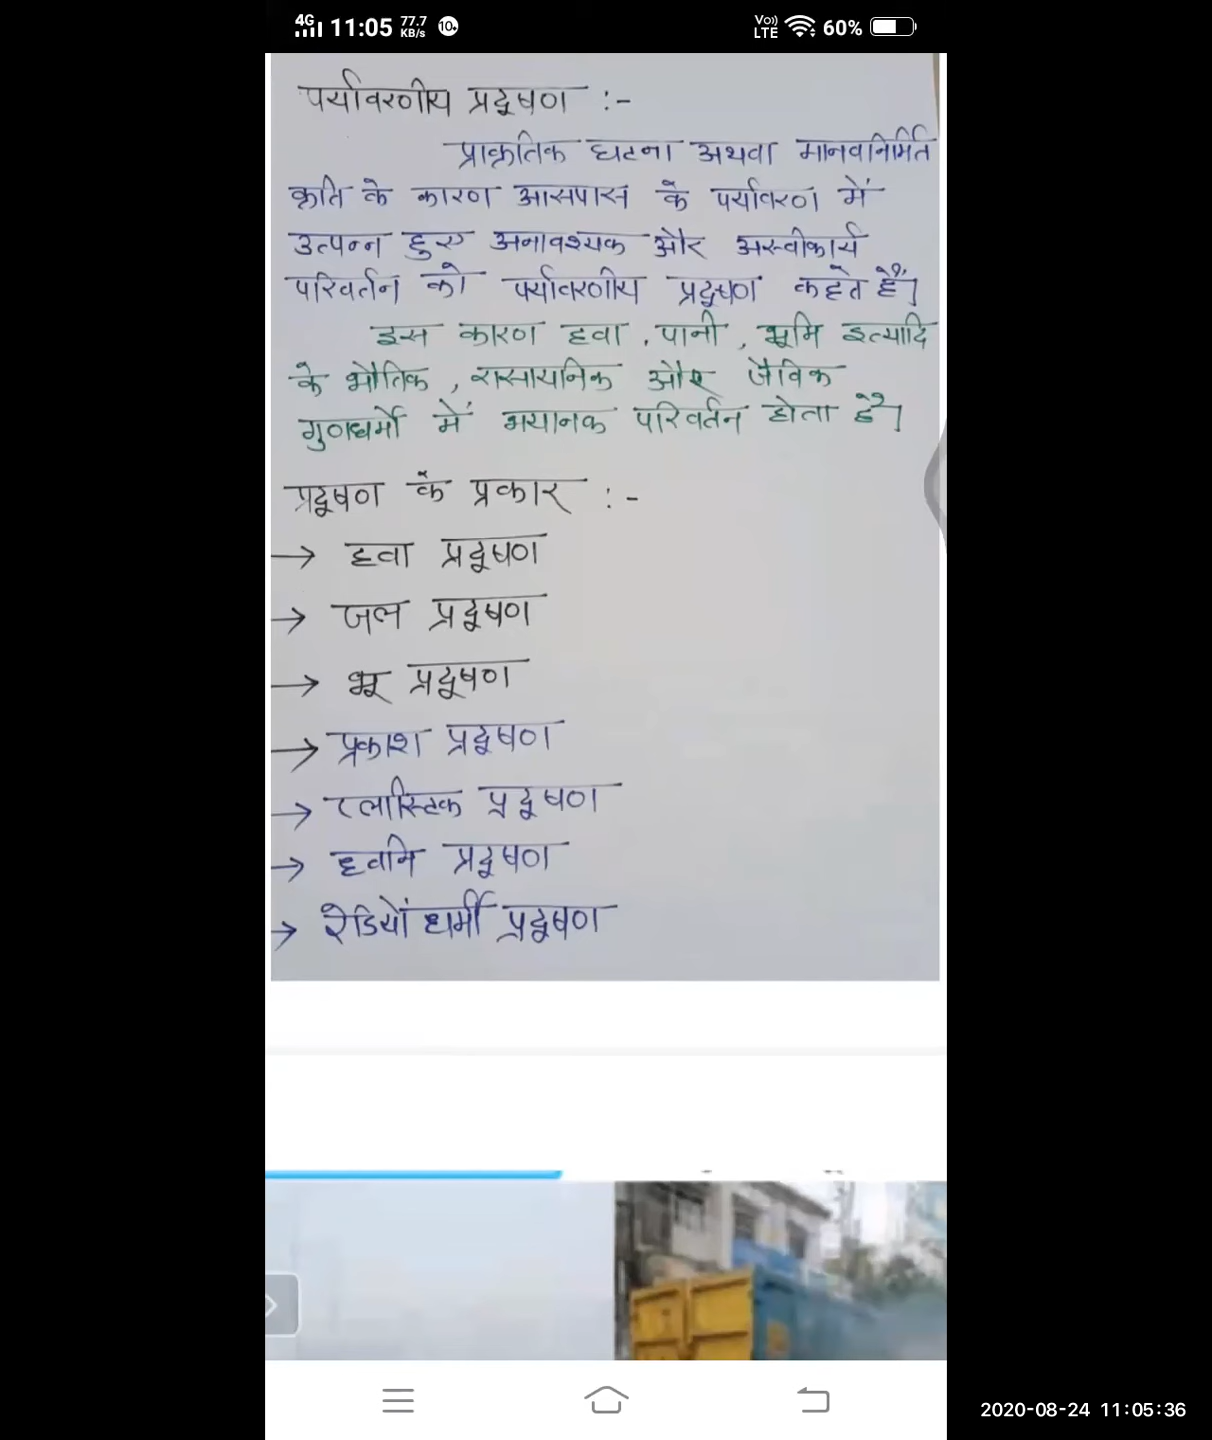 4G 11:05 77.7 KB/s 10+ Vo)) LTE 60%
पर्यावरणीय प्रदूषण :-
प्राकृतिक घटना अथवा मानवनिर्मित
कृति के कारण आसपास के पर्यावरण में
उत्पन्न हुए अनावश्यक और अस्वीकार्य
परिवर्तन को पर्यावरणीय प्रदूषण कहते हैं।
इस कारण हवा, पानी, भूमि इत्यादि
के भौतिक, रासायनिक और जैविक
गुणधर्मों में भयानक परिवर्तन होता है।
प्रदूषण के प्रकार :-
→ हवा प्रदूषण
→ जल प्रदूषण
→ भू प्रदूषण
→ प्रकाश प्रदूषण
→ प्लास्टिक प्रदूषण
→ ध्वनि प्रदूषण
→ रेडियों धर्मी प्रदूषण
2020-08-24 11:05:36